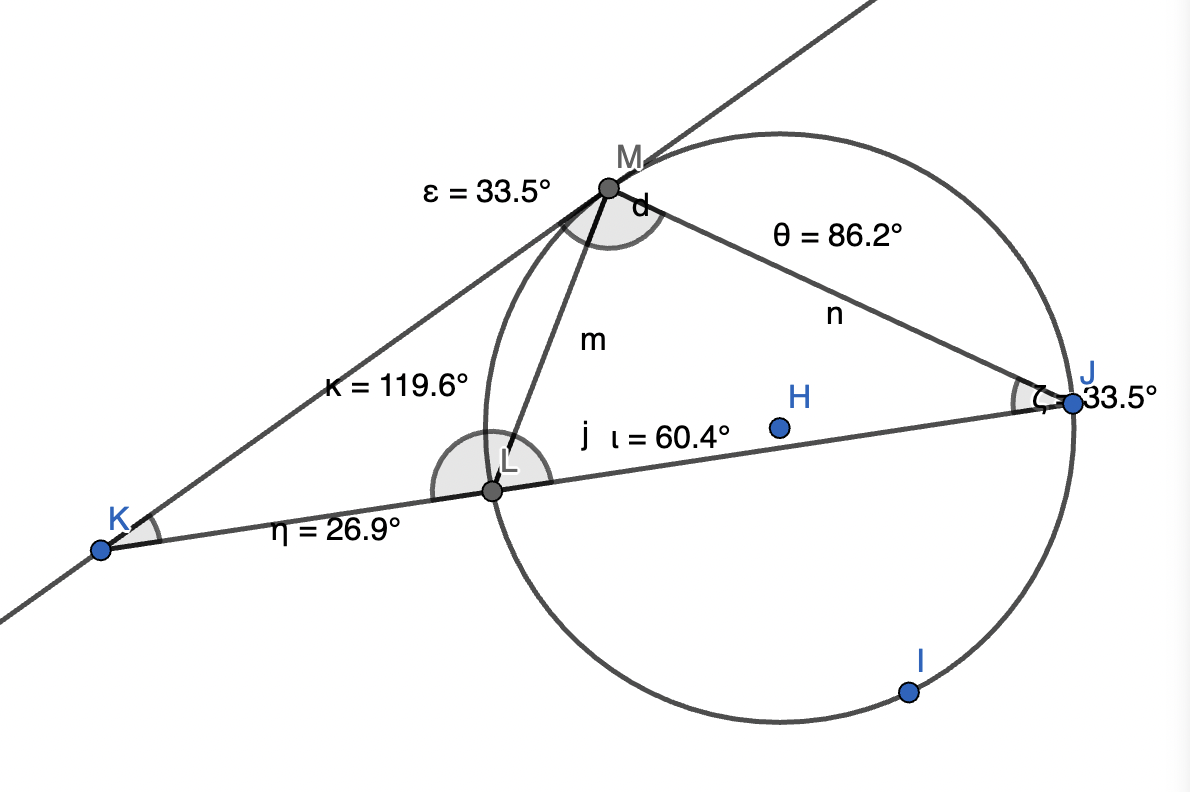 M
ε = 33.5°
d
θ = 86.2°
n
m
κ = 119.6°
J
ζ = 33.5°
H
j
ι = 60.4°
L
K
η = 26.9°
I